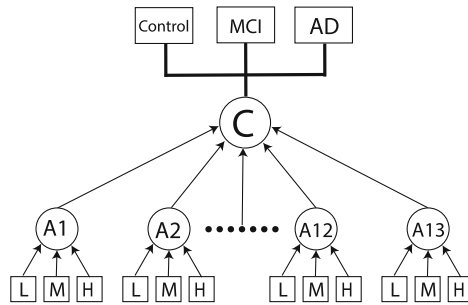 Control MCI AD
C
A1 A2 A12 A13
L M H L M H L M H L M H